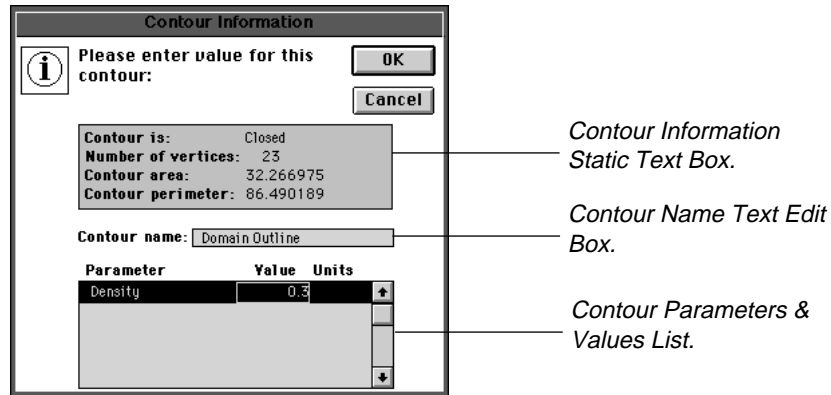 Contour Information
Please enter value for this
contour:
OK
Cancel
Contour is: Closed
Number of vertices: 23
Contour area: 32.266975
Contour perimeter: 86.490189
Contour name: Domain Outline
Parameter Value Units
Density 0.3
Contour Information
Static Text Box.
Contour Name Text Edit
Box.
Contour Parameters &
Values List.